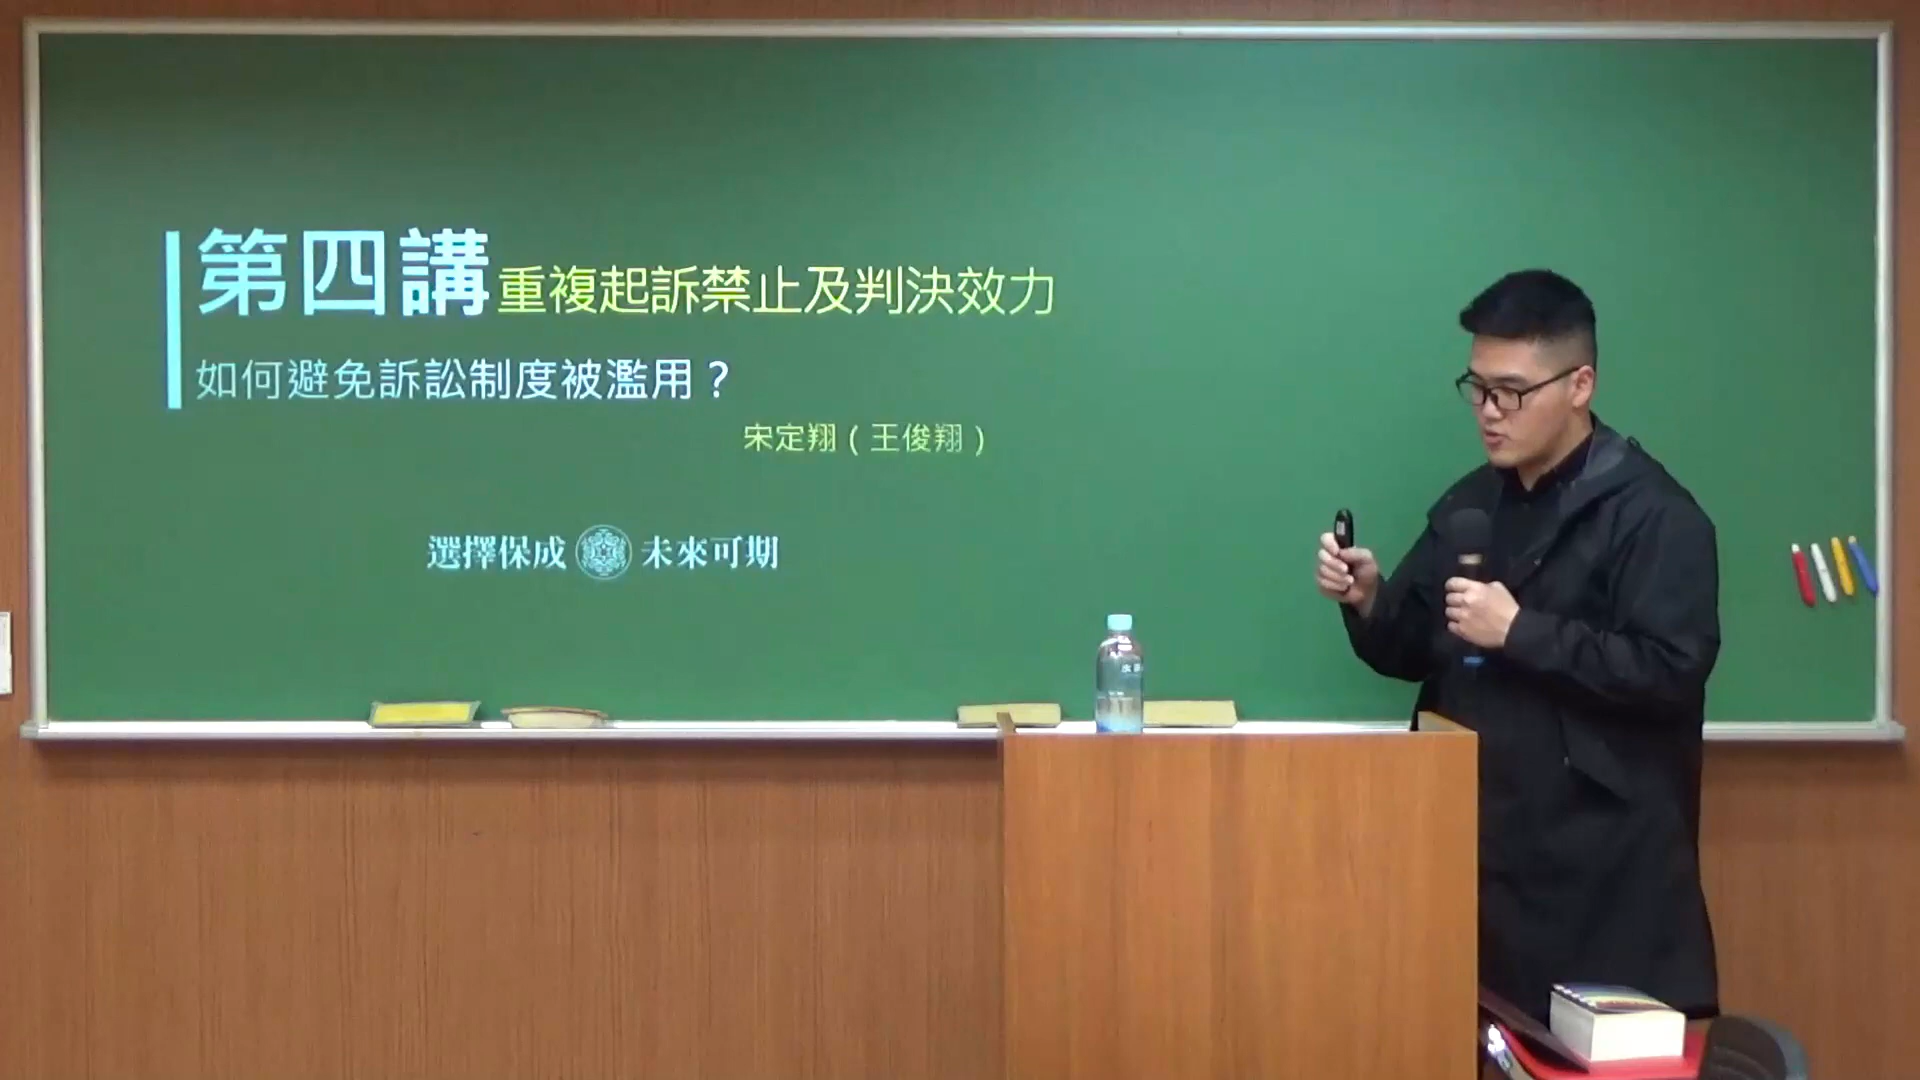 第四講 重複起訴禁止及判決效力
如何避免訴訟制度被濫用？
宋定翔（王俊翔）
選擇保成 未來可期